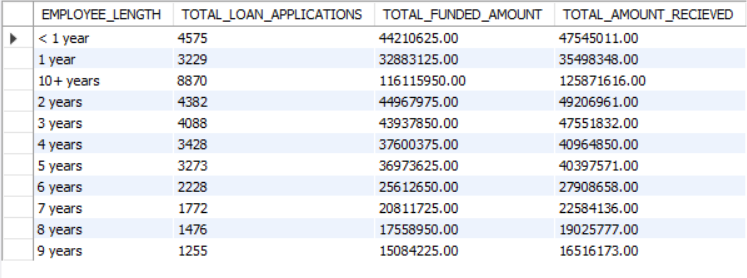 EMPLOYEE_LENGTH TOTAL_LOAN_APPLICATIONS TOTAL_FUNDED_AMOUNT TOTAL_AMOUNT_RECIEVED
< 1 year 4575 44210625.00 47545011.00
1 year 3229 32883125.00 35498348.00
10+ years 8870 116115950.00 125871616.00
2 years 4382 44967975.00 49206961.00
3 years 4088 43937850.00 47551832.00
4 years 3428 37600375.00 40964850.00
5 years 3273 36973625.00 40397571.00
6 years 2228 25612650.00 27908658.00
7 years 1772 20811725.00 22584136.00
8 years 1476 17558950.00 19025777.00
9 years 1255 15084225.00 16516173.00